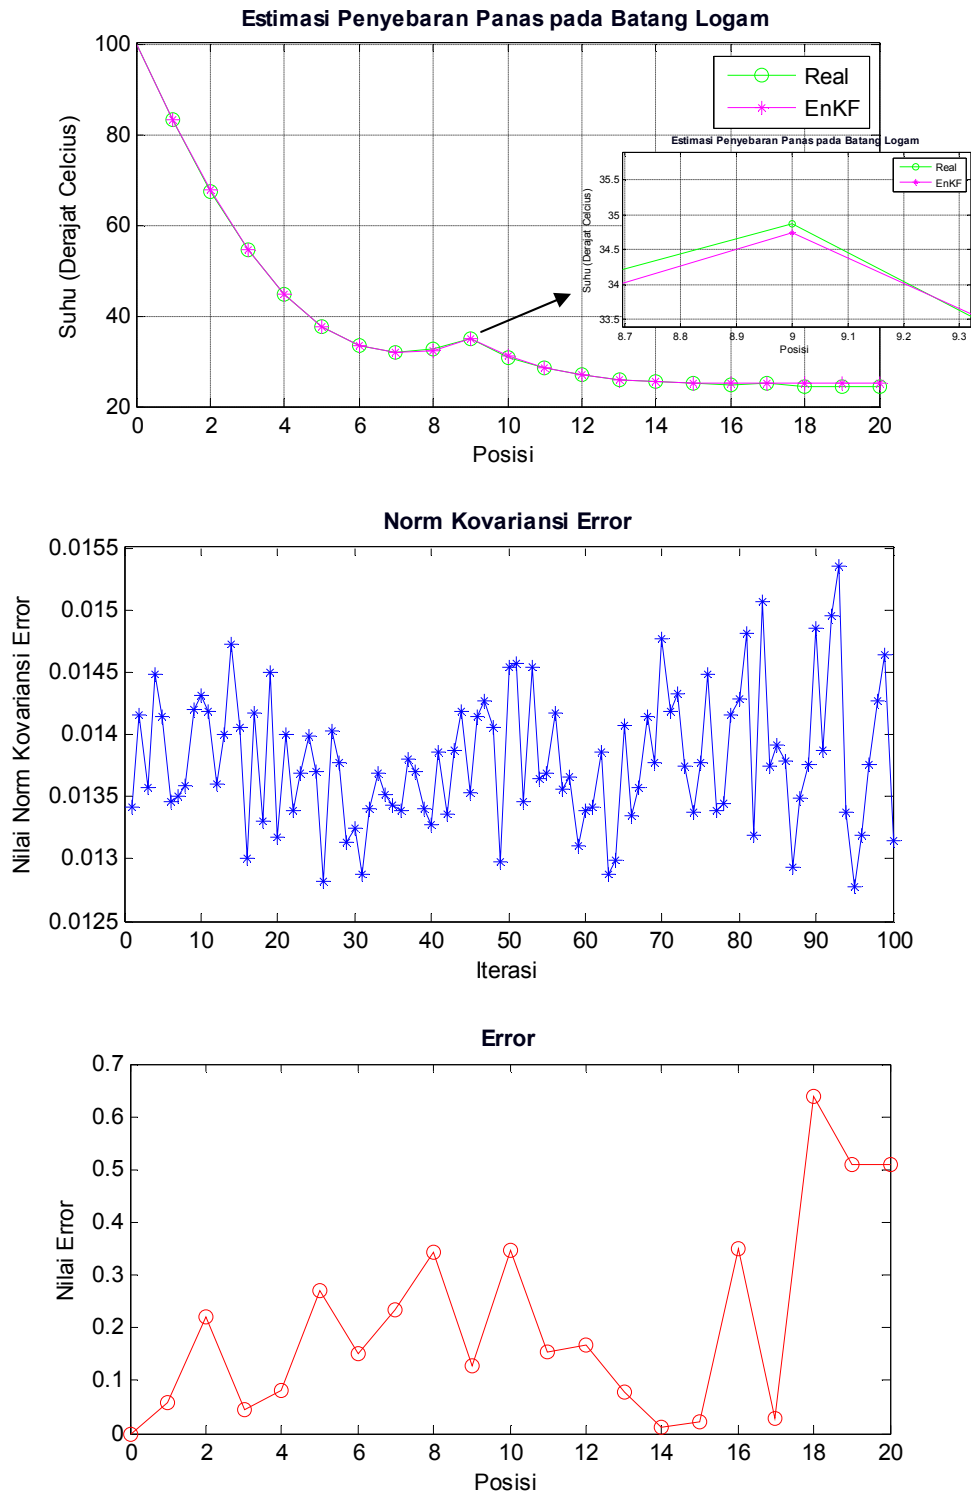 Estimasi Penyebaran Panas pada Batang Logam
Suhu (Derajat Celcius)
100
80
60
40
20
0 2 4 6 8 10 12 14 16 18 20
Posisi
Real
EnKF
Estimasi Penyebaran Panas pada Batang Logam
Suhu (Derajat Celcius)
35.5
35
34.5
34
33.5
8.7 8.8 8.9 9 9.1 9.2 9.3
Posisi
Real
EnKF
Norm Kovariansi Error
Nilai Norm Kovariansi Error
0.0155
0.015
0.0145
0.014
0.0135
0.013
0.0125
0 10 20 30 40 50 60 70 80 90 100
Iterasi
Error
Nilai Error
0.7
0.6
0.5
0.4
0.3
0.2
0.1
0
0 2 4 6 8 10 12 14 16 18 20
Posisi